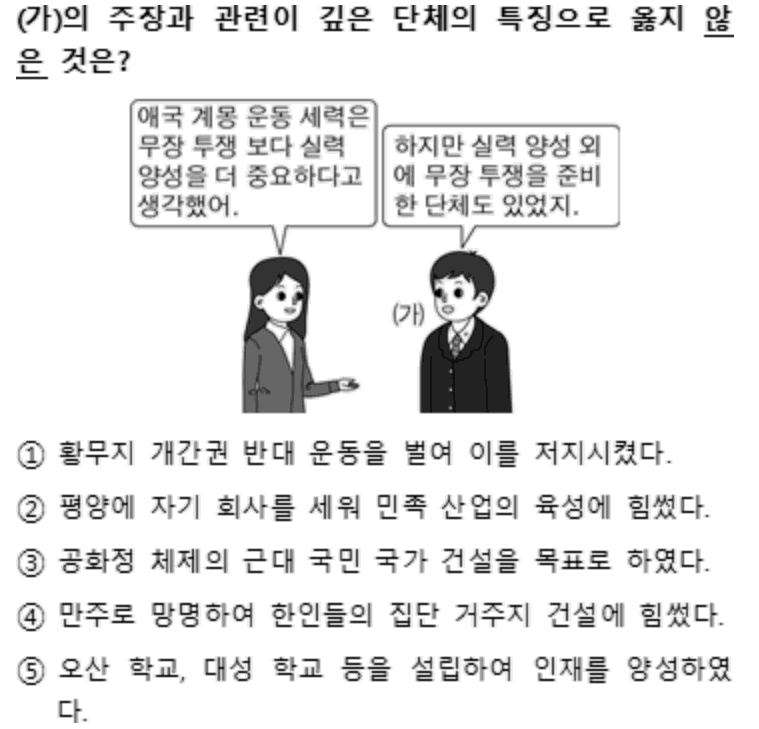 (가)의 주장과 관련이 깊은 단체의 특징으로 옳지 않
은 것은?
애국 계몽 운동 세력은
무장 투쟁 보다 실력
양성을 더 중요하다고
생각했어.
하지만 실력 양성 외
에 무장 투쟁을 준비
한 단체도 있었지.
(가)
① 황무지 개간권 반대 운동을 벌여 이를 저지시켰다.
② 평양에 자기 회사를 세워 민족 산업의 육성에 힘썼다.
③ 공화정 체제의 근대 국민 국가 건설을 목표로 하였다.
④ 만주로 망명하여 한인들의 집단 거주지 건설에 힘썼다.
⑤ 오산 학교, 대성 학교 등을 설립하여 인재를 양성하였
다.